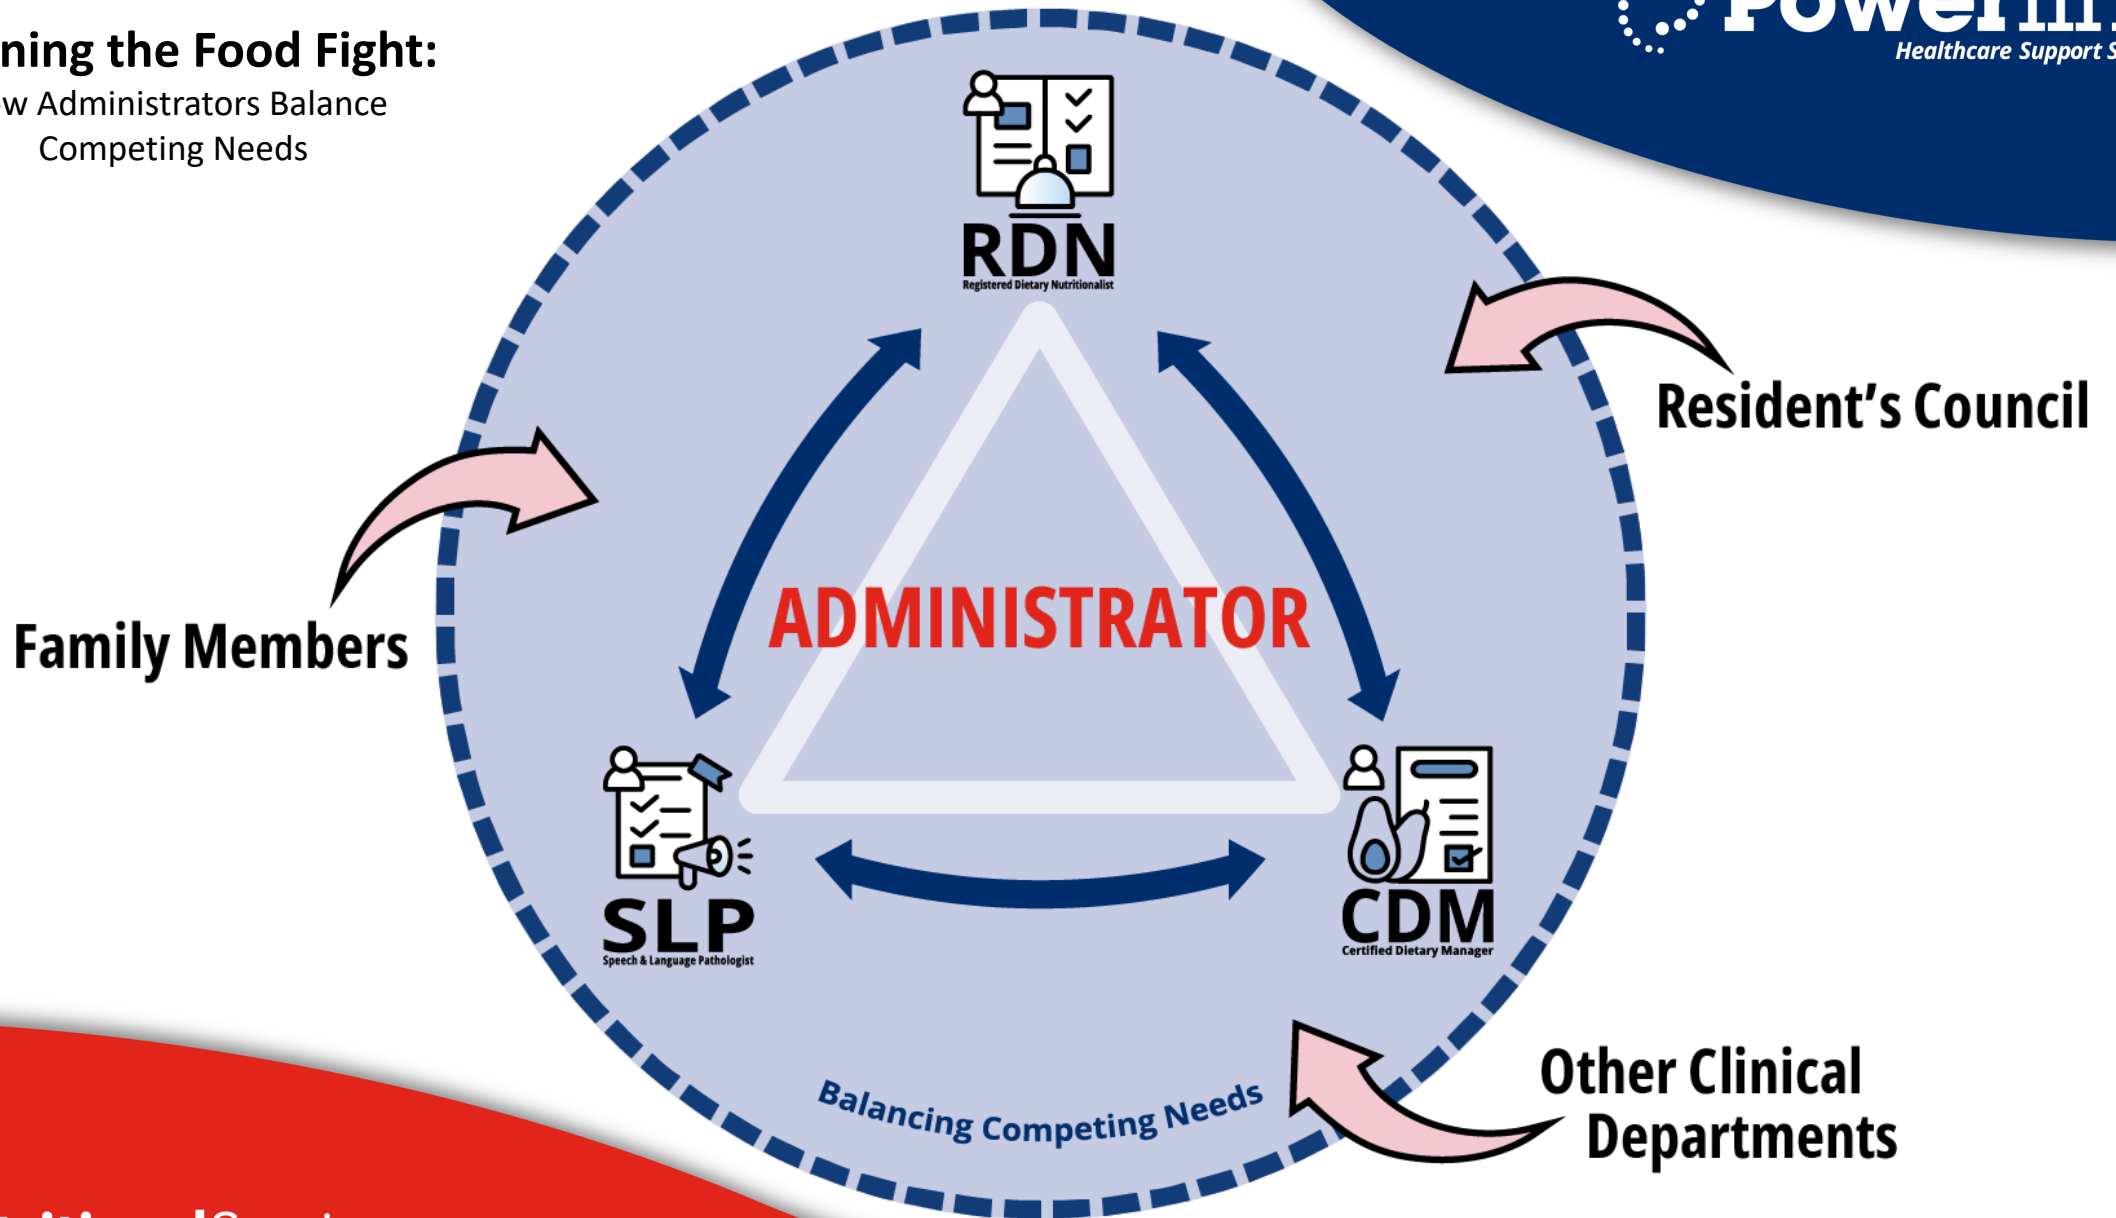 ning the Food Fight:
w Administrators Balance
Competing Needs
Healthcare Support S
RDN
Registered Dietary Nutritionalist
Resident's Council
Family Members
ADMINISTRATOR
SLP
Speech & Language Pathologist
CDM
Certified Dietary Manager
Balancing Competing Needs
Other Clinical
Departments